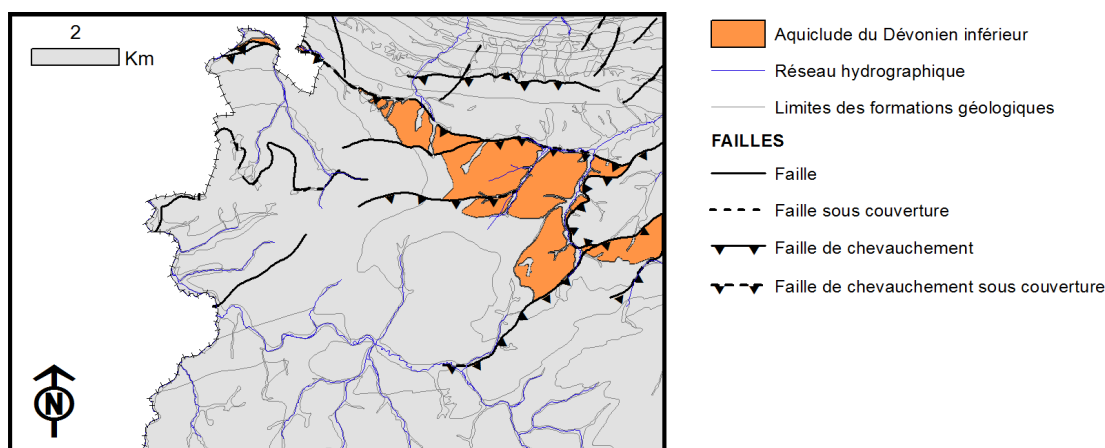 2
Km
N
Aquiclude du Dévonien inférieur
Réseau hydrographique
Limites des formations géologiques
FAILLES
Faille
Faille sous couverture
Faille de chevauchement
Faille de chevauchement sous couverture